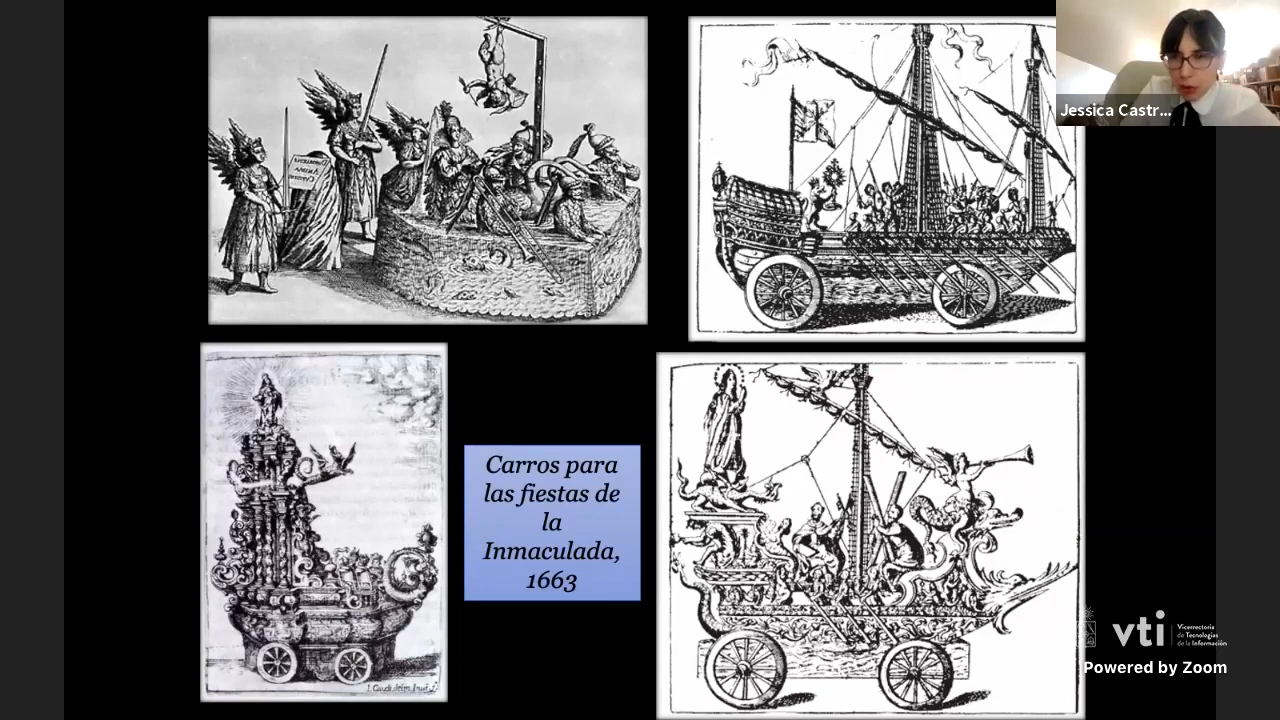 Jessica Castr...
Carros para
las fiestas de
la
Inmaculada,
1663
vti
Vicerrectoría
de Tecnologías
de la Información
Powered by Zoom